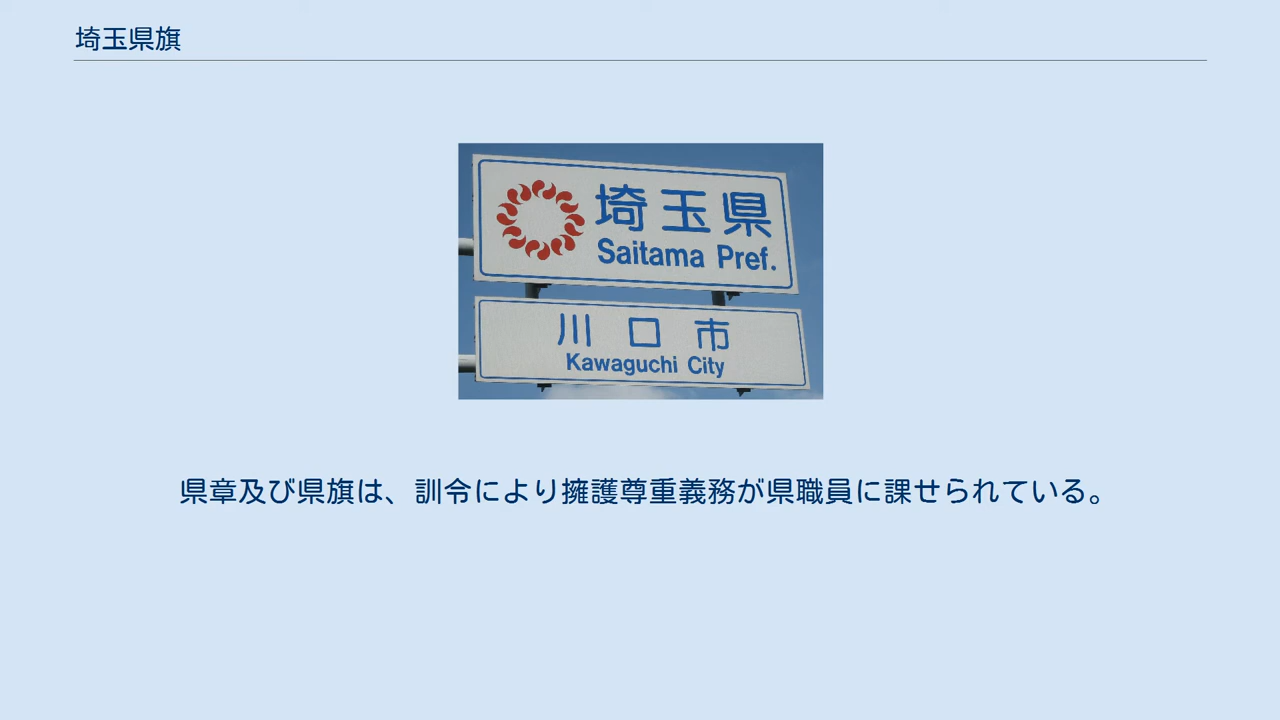 埼玉県旗
埼玉県
Saitama Pref.
川口市
Kawaguchi City
県章及び県旗は、訓令により擁護尊重義務が県職員に課せられている。